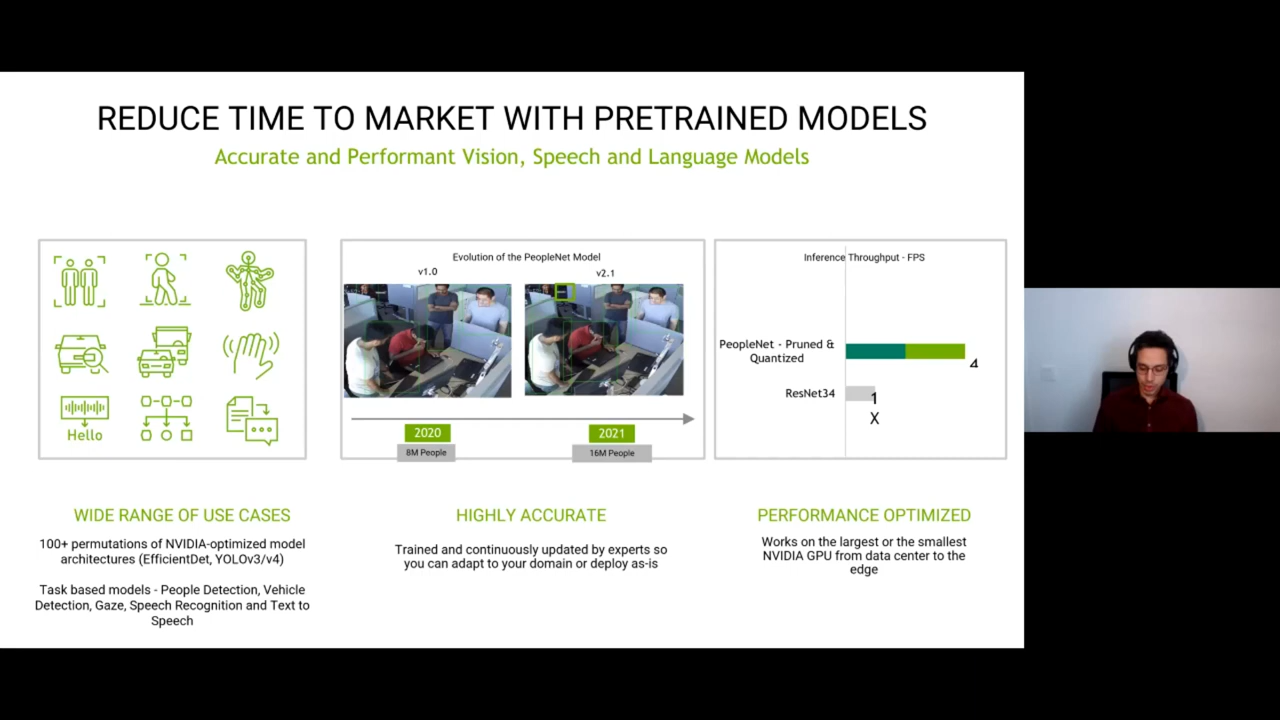 REDUCE TIME TO MARKET WITH PRETRAINED MODELS
Accurate and Performant Vision, Speech and Language Models
Hello
Evolution of the PeopleNet Model
v1.0
v2.1
2020
2021
8M People
16M People
Inference Throughput - FPS
PeopleNet - Pruned &
Quantized
4
ResNet34
1
X
WIDE RANGE OF USE CASES
100+ permutations of NVIDIA-optimized model
architectures (EfficientDet, YOLOv3/v4)
Task based models - People Detection, Vehicle
Detection, Gaze, Speech Recognition and Text to
Speech
HIGHLY ACCURATE
Trained and continuously updated by experts so
you can adapt to your domain or deploy as-is
PERFORMANCE OPTIMIZED
Works on the largest or the smallest
NVIDIA GPU from data center to the
edge